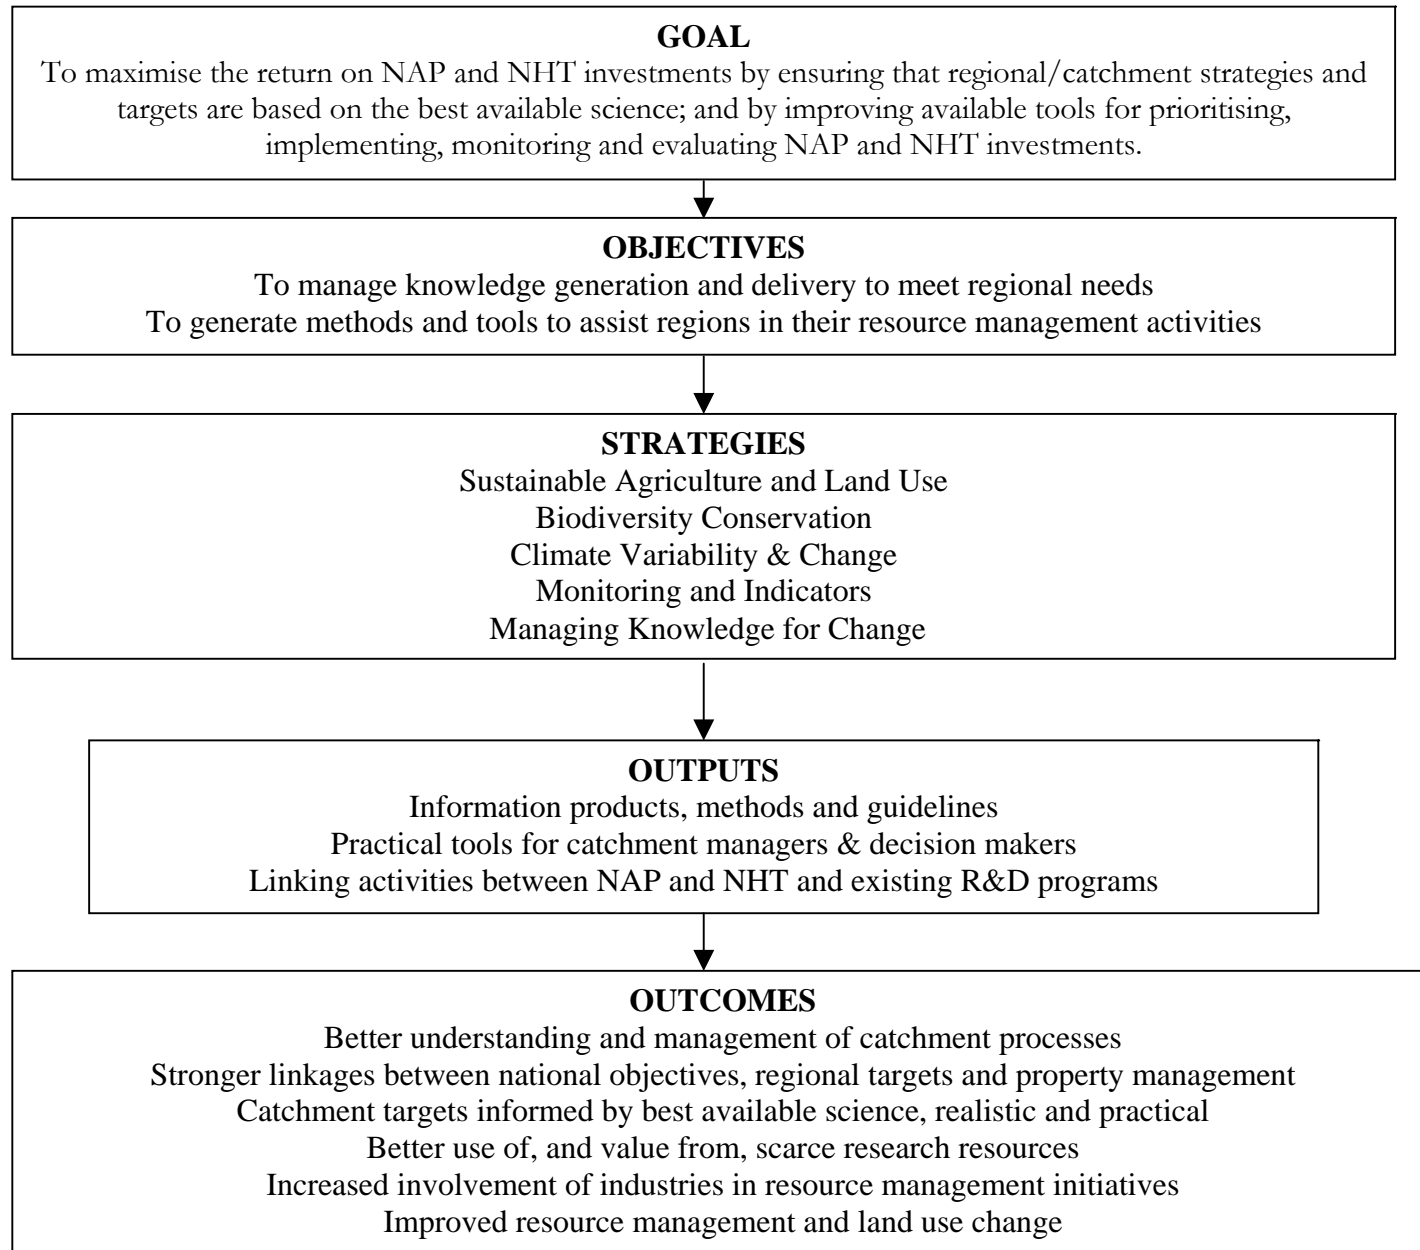 GOAL
To maximise the return on NAP and NHT investments by ensuring that regional/catchment strategies and
targets are based on the best available science; and by improving available tools for prioritising,
implementing, monitoring and evaluating NAP and NHT investments.
OBJECTIVES
To manage knowledge generation and delivery to meet regional needs
To generate methods and tools to assist regions in their resource management activities
STRATEGIES
Sustainable Agriculture and Land Use
Biodiversity Conservation
Climate Variability & Change
Monitoring and Indicators
Managing Knowledge for Change
OUTPUTS
Information products, methods and guidelines
Practical tools for catchment managers & decision makers
Linking activities between NAP and NHT and existing R&D programs
OUTCOMES
Better understanding and management of catchment processes
Stronger linkages between national objectives, regional targets and property management
Catchment targets informed by best available science, realistic and practical
Better use of, and value from, scarce research resources
Increased involvement of industries in resource management initiatives
Improved resource management and land use change